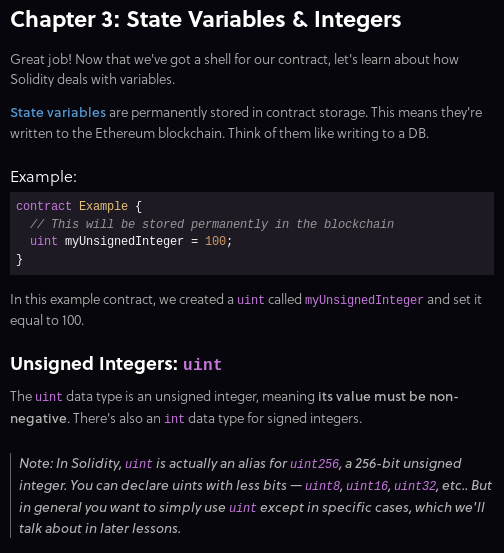 Chapter 3: State Variables & Integers
Great job! Now that we've got a shell for our contract, let's learn about how
Solidity deals with variables.
State variables are permanently stored in contract storage. This means they're
written to the Ethereum blockchain. Think of them like writing to a DB.
Example:
contract Example {
  // This will be stored permanently in the blockchain
  uint myUnsignedInteger = 100;
}
In this example contract, we created a uint called myUnsignedInteger and set it
equal to 100.
Unsigned Integers: uint
The uint data type is an unsigned integer, meaning its value must be non-
negative. There's also an int data type for signed integers.
Note: In Solidity, uint is actually an alias for uint256, a 256-bit unsigned
integer. You can declare uints with less bits — uint8, uint16, uint32, etc.. But
in general you want to simply use uint except in specific cases, which we'll
talk about in later lessons.